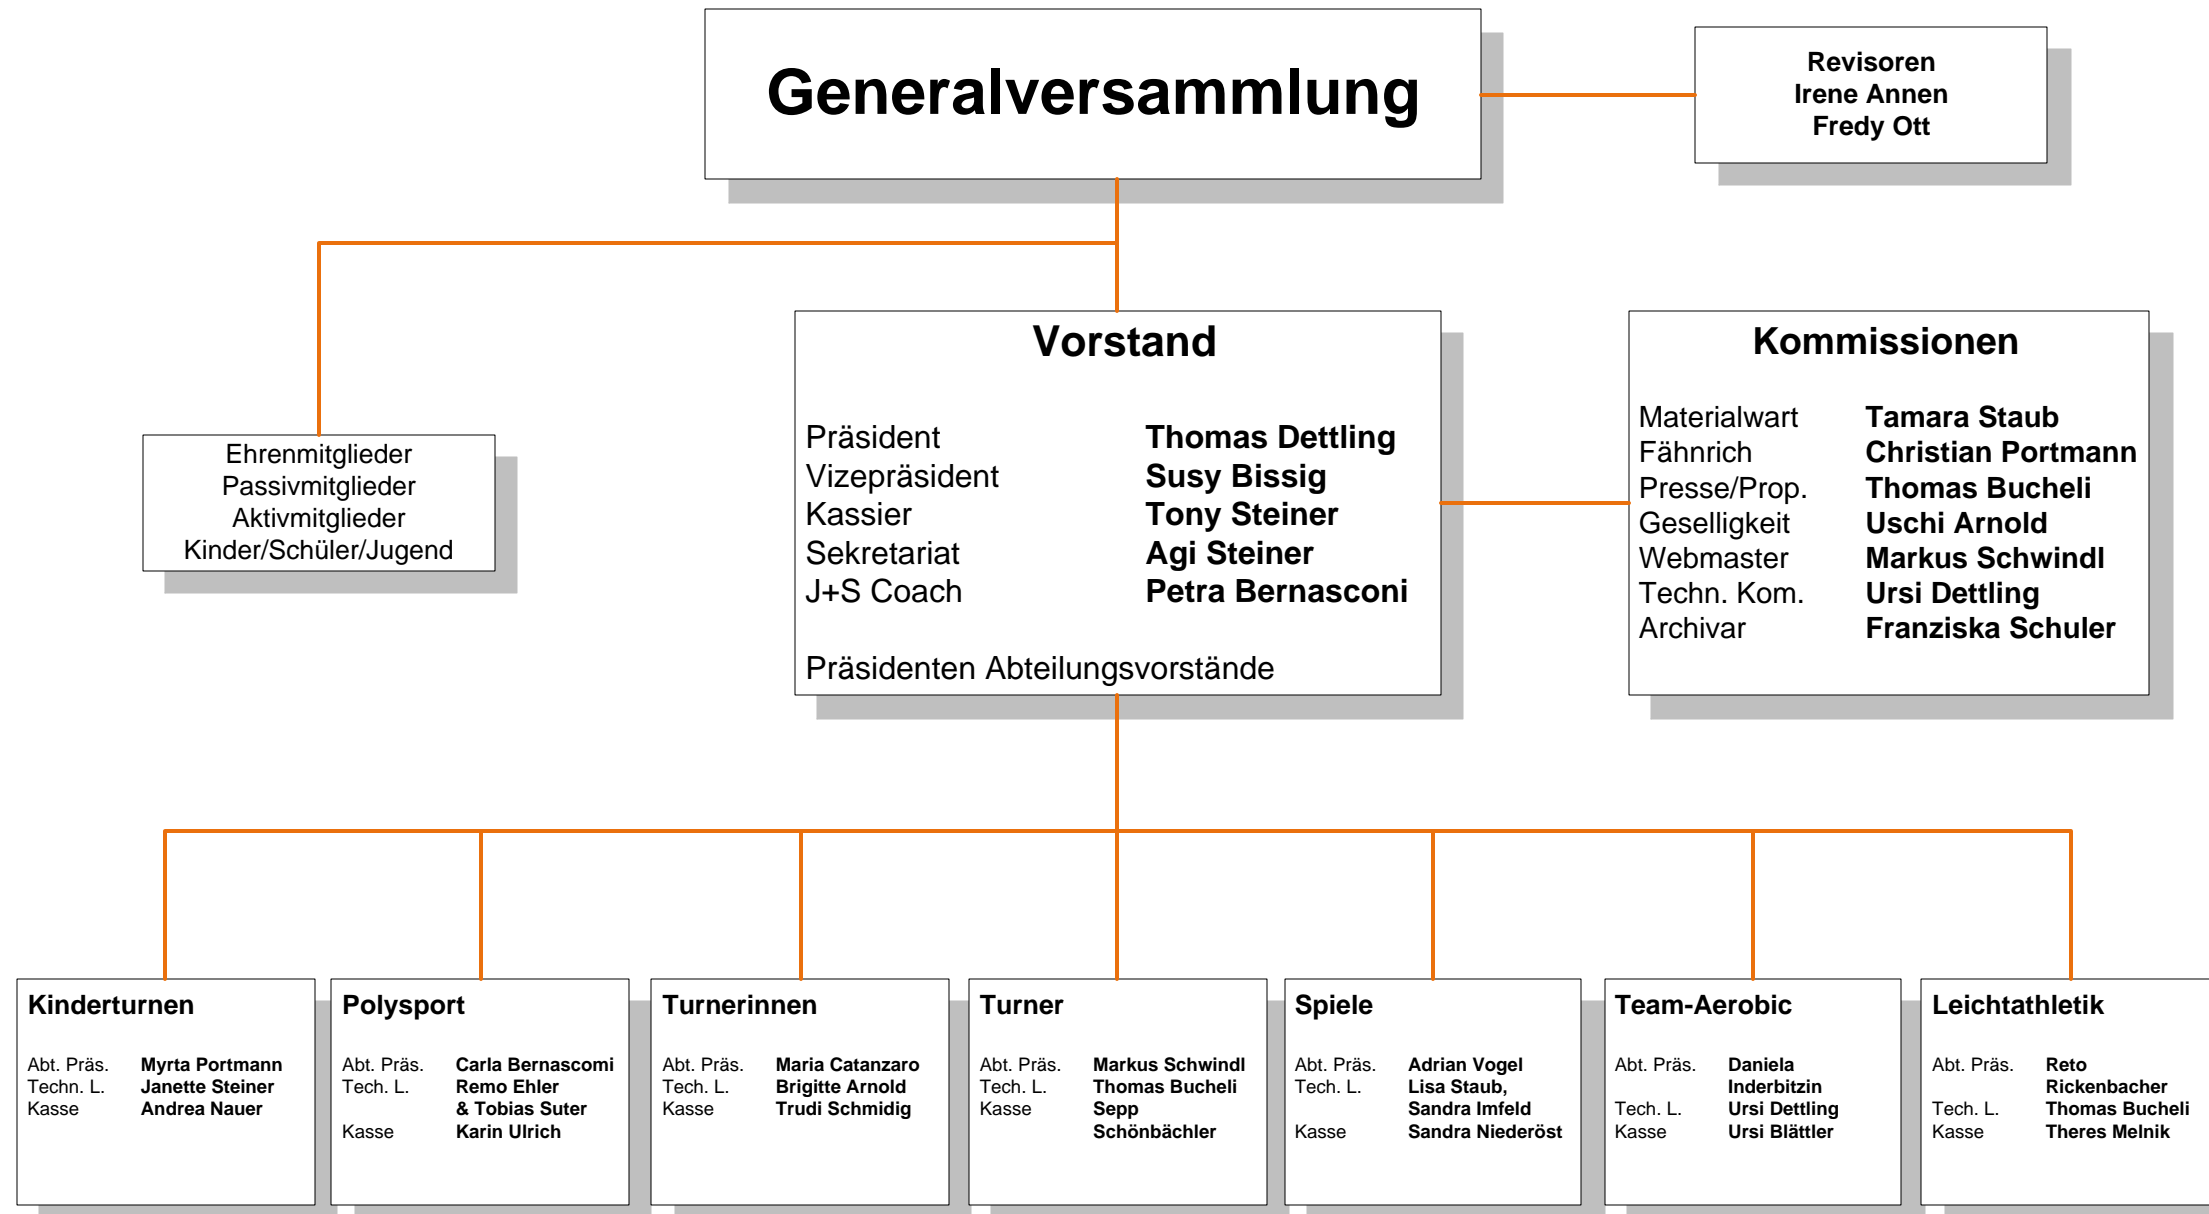 Generalversammlung
Revisoren
Irene Annen
Fredy Ott
Ehrenmitglieder
Passivmitglieder
Aktivmitglieder
Kinder/Schüler/Jugend
Vorstand
Präsident Thomas Dettling
Vizepräsident Susy Bissig
Kassier Tony Steiner
Sekretariat Agi Steiner
J+S Coach Petra Bernasconi
Präsidenten Abteilungsvorstände
Kommissionen
Materialwart Tamara Staub
Fähnrich Christian Portmann
Presse/Prop. Thomas Bucheli
Geselligkeit Uschi Arnold
Webmaster Markus Schwindl
Techn. Kom. Ursi Dettling
Archivar Franziska Schuler
Kinderturnen
Abt. Präs. Myrta Portmann
Techn. L. Janette Steiner
Kasse Andrea Nauer
Polysport
Abt. Präs. Carla Bernascomi
Tech. L. Remo Ehler
& Tobias Suter
Kasse Karin Ulrich
Turnerinnen
Abt. Präs. Maria Catanzaro
Tech. L. Brigitte Arnold
Kasse Trudi Schmidig
Turner
Abt. Präs. Markus Schwindl
Tech. L. Thomas Bucheli
Kasse Sepp
Schönbächler
Spiele
Abt. Präs. Adrian Vogel
Tech. L. Lisa Staub,
Sandra Imfeld
Kasse Sandra Niederöst
Team-Aerobic
Abt. Präs. Daniela
Inderbitzin
Tech. L. Ursi Dettling
Kasse Ursi Blättler
Leichtathletik
Abt. Präs. Reto
Rickenbacher
Tech. L. Thomas Bucheli
Kasse Theres Melnik